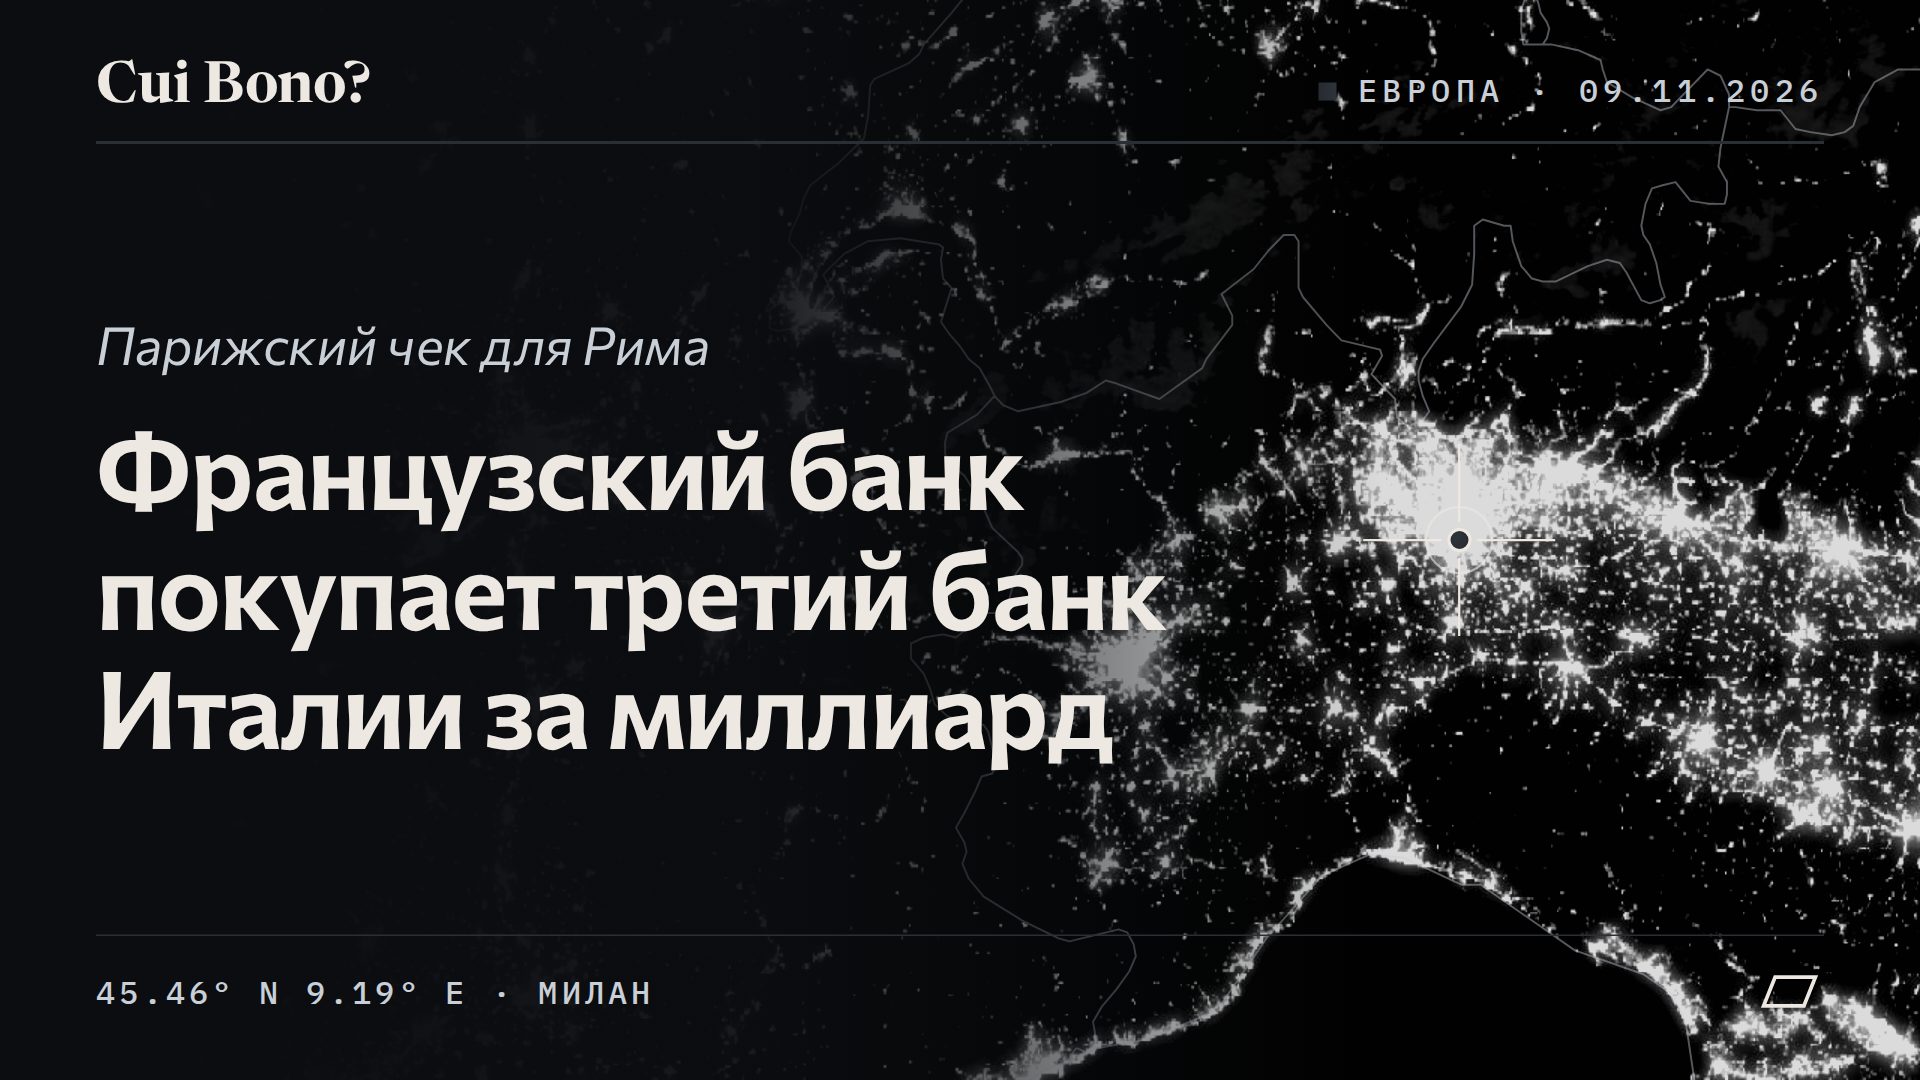 Cui Bono?
ЕВРОПА · 09.11.2026
Парижский чек для Рима
Французский банк
покупает третий банк
Италии за миллиард
45.46° N 9.19° E · МИЛАН